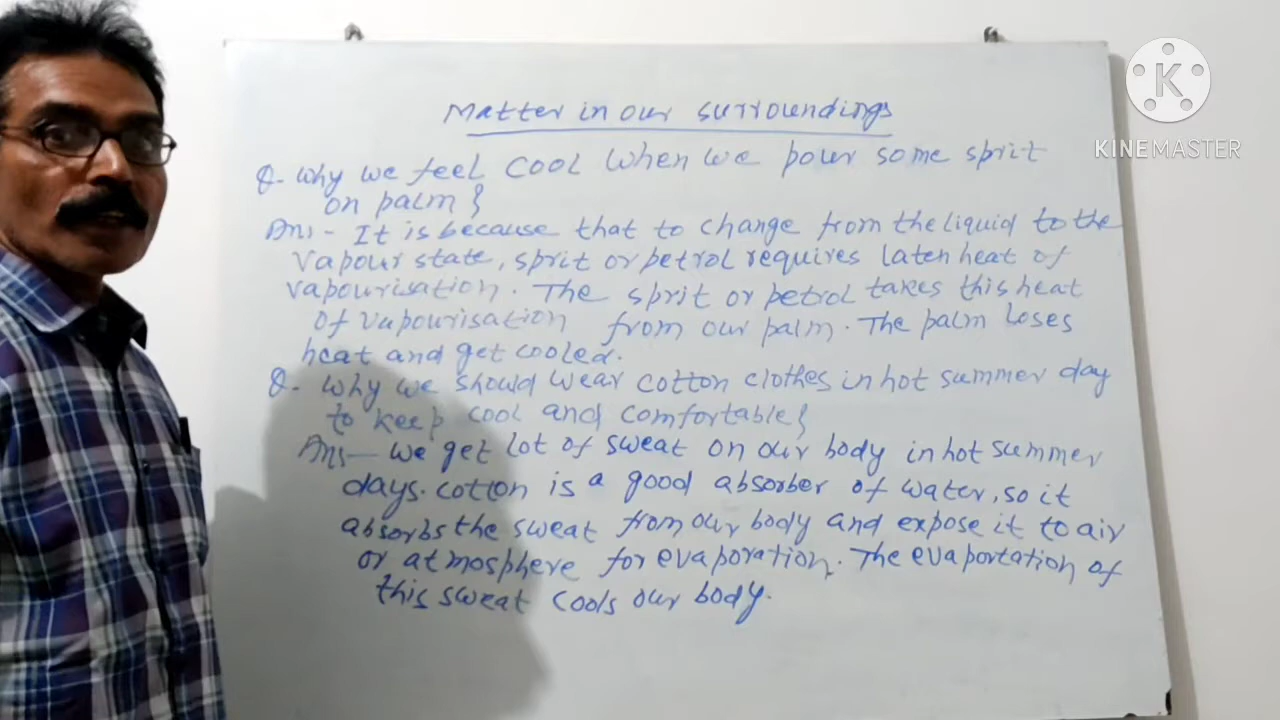 Matter in our surroundings
Q- Why we feel cool when we pour some sprit
on palm?
Ans- It is because that to change from the liquid to the
vapour state, sprit or petrol requires laten heat of
vapourisation. The sprit or petrol takes this heat
of vapourisation from our palm. The palm loses
heat and get cooled.
Q- Why we should wear cotton clothes in hot summer day
to keep cool and comfortable?
Ans- we get lot of sweat on our body in hot summer
days. cotton is a good absorber of water, so it
absorbs the sweat from our body and expose it to air
or atmosphere for evaporation. The evaportation of
this sweat cools our body.
K
KINEMASTER